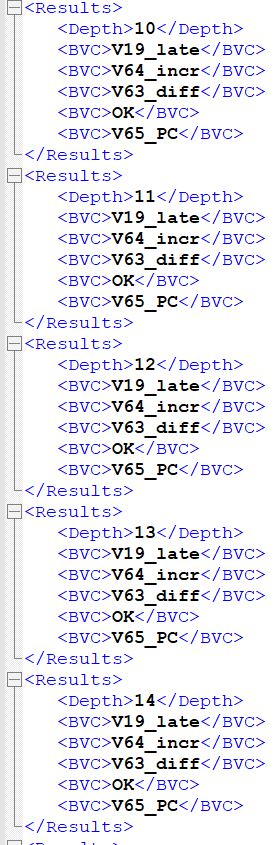 <Results>
<Depth>10</Depth>
<BVC>V19_late</BVC>
<BVC>V64_incr</BVC>
<BVC>V63_diff</BVC>
<BVC>OK</BVC>
<BVC>V65_PC</BVC>
</Results>
<Results>
<Depth>11</Depth>
<BVC>V19_late</BVC>
<BVC>V64_incr</BVC>
<BVC>V63_diff</BVC>
<BVC>OK</BVC>
<BVC>V65_PC</BVC>
</Results>
<Results>
<Depth>12</Depth>
<BVC>V19_late</BVC>
<BVC>V64_incr</BVC>
<BVC>V63_diff</BVC>
<BVC>OK</BVC>
<BVC>V65_PC</BVC>
</Results>
<Results>
<Depth>13</Depth>
<BVC>V19_late</BVC>
<BVC>V64_incr</BVC>
<BVC>V63_diff</BVC>
<BVC>OK</BVC>
<BVC>V65_PC</BVC>
</Results>
<Results>
<Depth>14</Depth>
<BVC>V19_late</BVC>
<BVC>V64_incr</BVC>
<BVC>V63_diff</BVC>
<BVC>OK</BVC>
<BVC>V65_PC</BVC>
</Results>